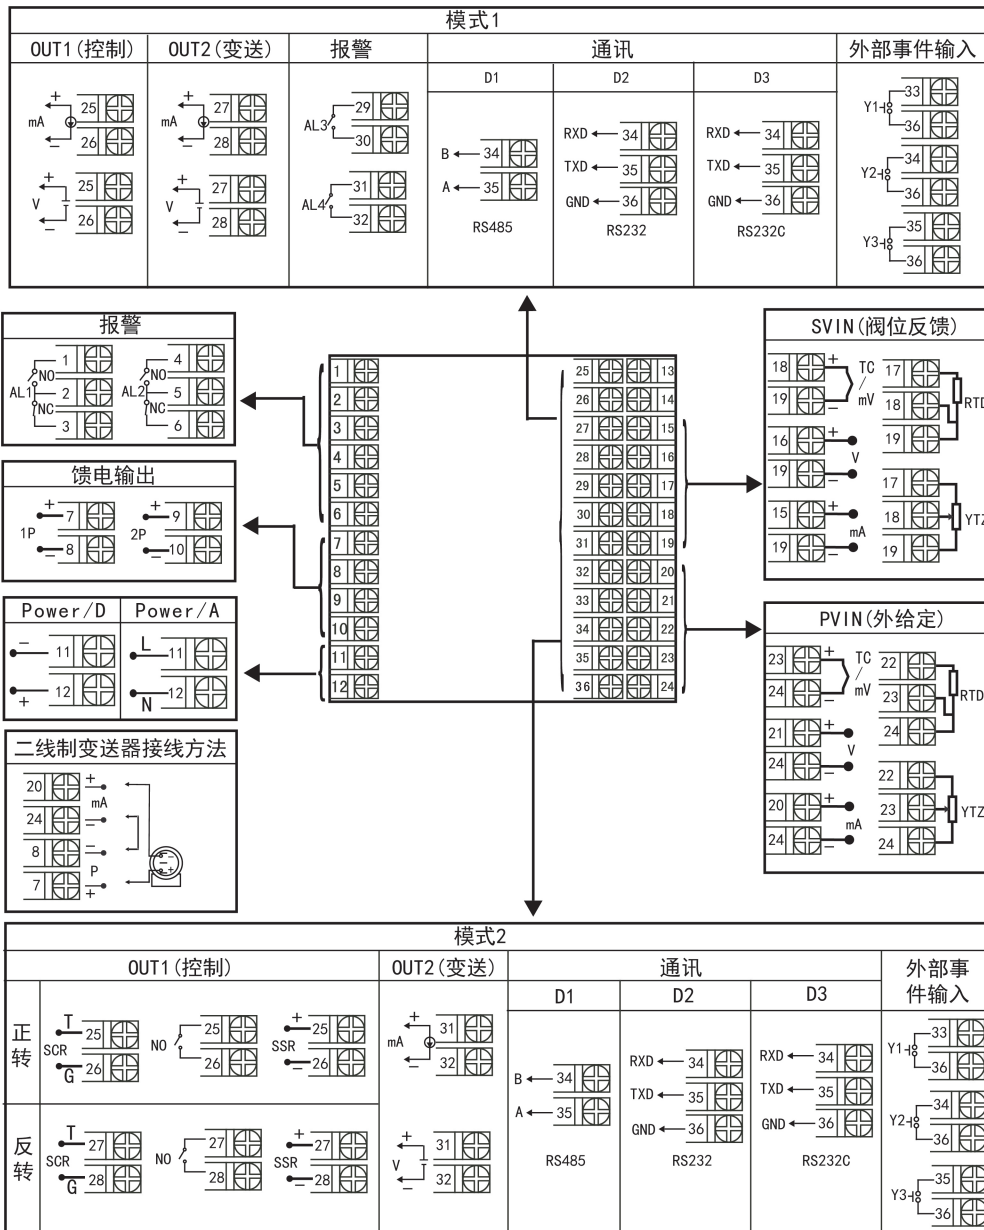 模式1
OUT1(控制) OUT2(变送) 报警 通讯 外部事件输入
D1 D2 D3
+ 25 mA 26 −
+ 25 V 26 −
+ 27 mA 28 −
+ 27 V 28 −
AL3 29 30
AL4 31 32
B 34
A 35
RS485
RXD 34
TXD 35
GND 36
RS232
RXD 34
TXD 35
GND 36
RS232C
Y1 33 36
Y2 34 36
Y3 35 36
报警
AL1 1 NO 2 NC 3
AL2 4 NO 5 NC 6
馈电输出
1P + 7 − 8
2P + 9 − 10
Power/D Power/A
− 11
+ 12
L 11
N 12
二线制变送器接线方法
20 +
mA
24 −
8 −
P
7 +
− +
1 25 13
2 26 14
3 27 15
4 28 16
5 29 17
6 30 18
7 31 19
8 32 20
9 33 21
10 34 22
11 35 23
12 36 24
SVIN(阀位反馈)
18 + TC / mV
19 −
17 18 19 RTD
16 + V
19 −
15 + mA
19 −
17 18 19 YTZ
PVIN(外给定)
23 + TC / mV
24 −
22 23 24 RTD
21 + V
24 −
20 + mA
24 −
22 23 24 YTZ
模式2
OUT1(控制) OUT2(变送) 通讯 外部事件输入
D1 D2 D3
正转
T 25 SCR G 26
NO 25 26
+ 25 SSR − 26
反转
T 27 SCR G 28
NO 27 28
+ 27 SSR − 28
+ 31 mA 32 −
+ 31 V 32 −
B 34
A 35
RS485
RXD 34
TXD 35
GND 36
RS232
RXD 34
TXD 35
GND 36
RS232C
Y1 33 36
Y2 34 36
Y3 35 36